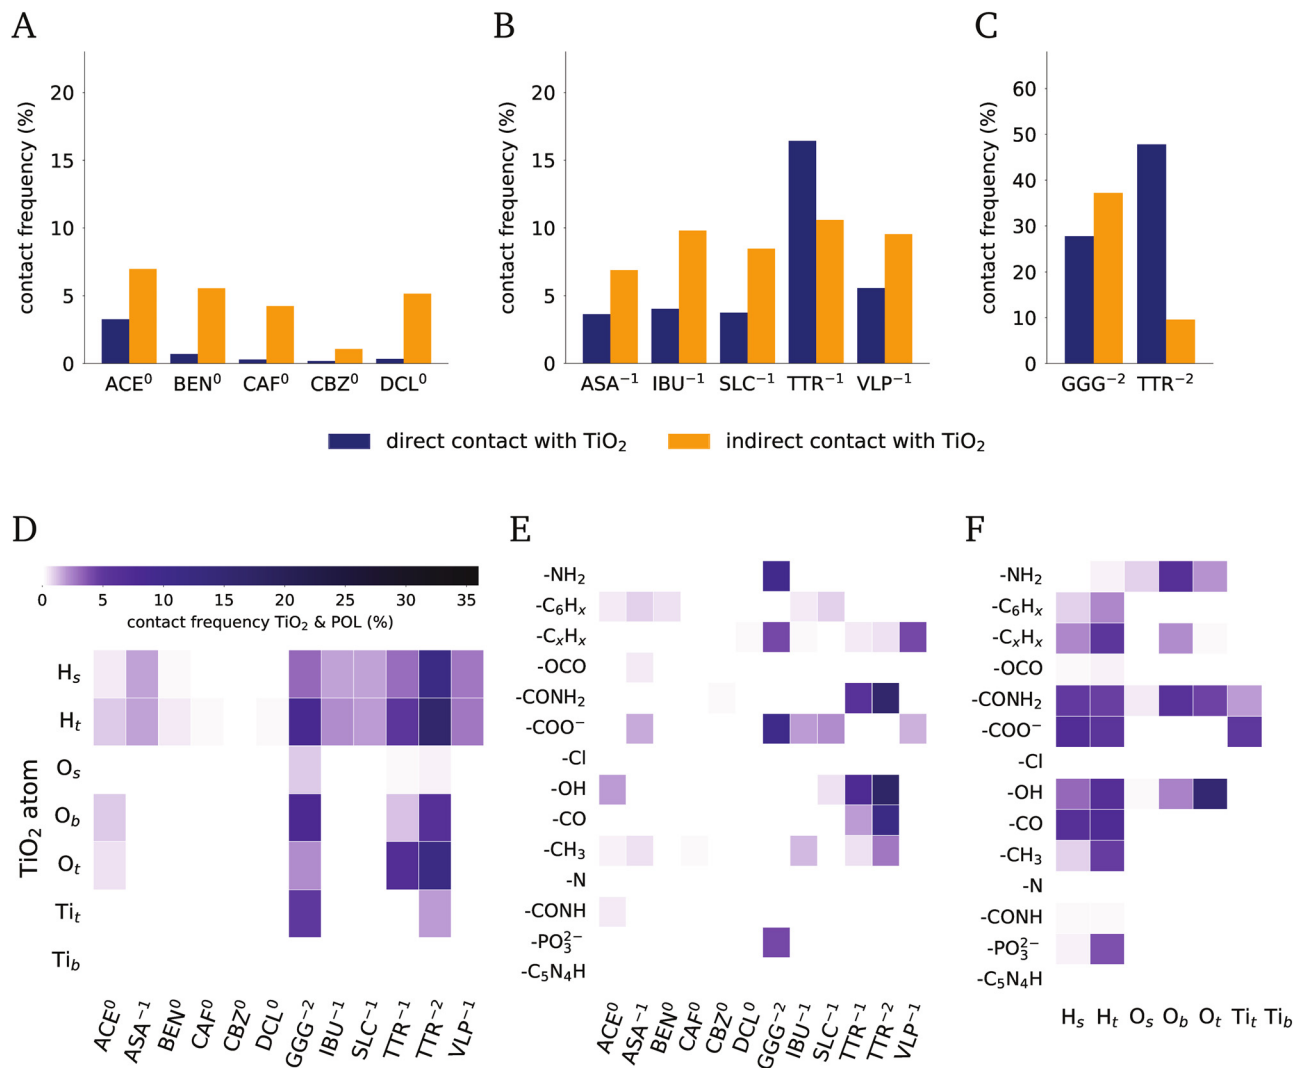 A
B
C
contact frequency (%)
20
15
10
5
0
ACE⁰ BEN⁰ CAF⁰ CBZ⁰ DCL⁰
contact frequency (%)
20
15
10
5
0
ASA⁻¹ IBU⁻¹ SLC⁻¹ TTR⁻¹ VLP⁻¹
contact frequency (%)
60
50
40
30
20
10
0
GGG⁻² TTR⁻²
direct contact with TiO₂ indirect contact with TiO₂
D
0 5 10 15 20 25 30 35
contact frequency TiO₂ & POL (%)
TiO₂ atom
Hₛ
Hₜ
Oₛ
O_b
Oₜ
Tiₜ
Ti_b
ACE⁰ ASA⁻¹ BEN⁰ CAF⁰ CBZ⁰ DCL⁰ GGG⁻² IBU⁻¹ SLC⁻¹ TTR⁻¹ TTR⁻² VLP⁻¹
E
-NH₂
-C₆Hₓ
-CₓHₓ
-OCO
-CONH₂
-COO⁻
-Cl
-OH
-CO
-CH₃
-N
-CONH
-PO₃²⁻
-C₅N₄H
ACE⁰ ASA⁻¹ BEN⁰ CAF⁰ CBZ⁰ DCL⁰ GGG⁻² IBU⁻¹ SLC⁻¹ TTR⁻¹ TTR⁻² VLP⁻¹
F
-NH₂
-C₆Hₓ
-CₓHₓ
-OCO
-CONH₂
-COO⁻
-Cl
-OH
-CO
-CH₃
-N
-CONH
-PO₃²⁻
-C₅N₄H
Hₛ Hₜ Oₛ O_b Oₜ Tiₜ Ti_b